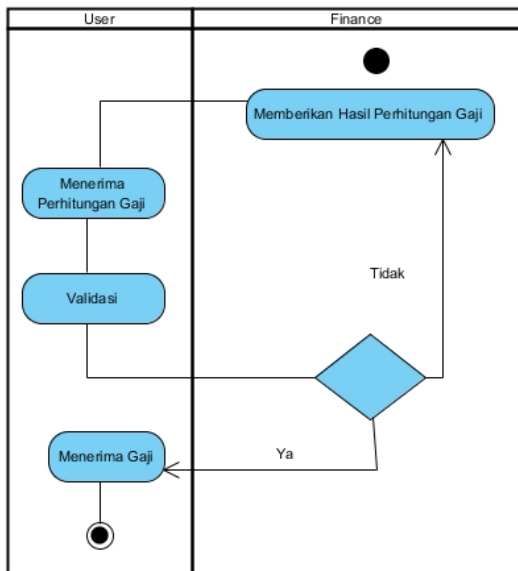 User
Finance
Memberikan Hasil Perhitungan Gaji
Menerima
Perhitungan Gaji
Validasi
Tidak
Menerima Gaji
Ya